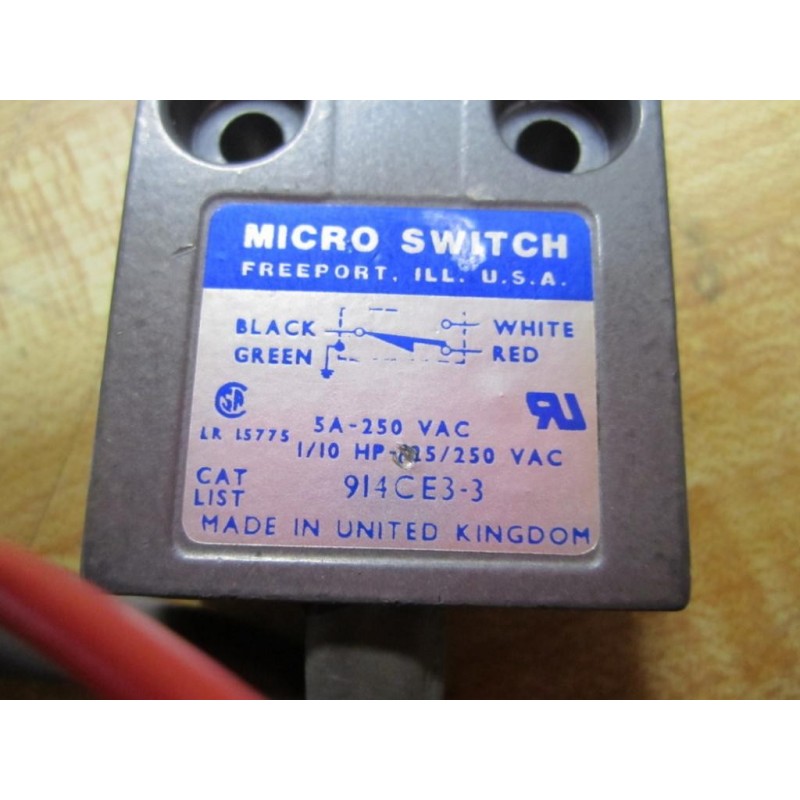 MICRO SWITCH
FREEPORT, ILL. U.S.A.
BLACK WHITE
GREEN RED
LR 15775 5A-250 VAC
1/10 HP- 25/250 VAC
CAT LIST 914CE3-3
MADE IN UNITED KINGDOM